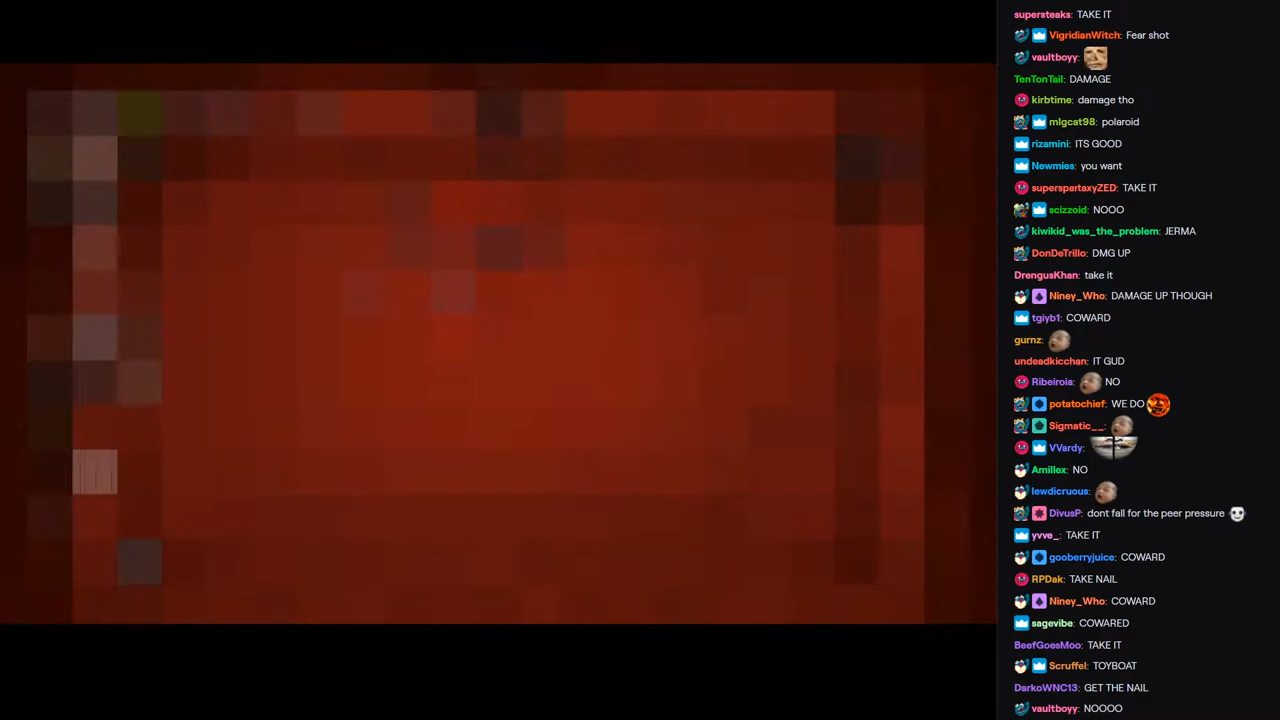 supersteaks: TAKE IT
VigridianWitch: Fear shot
vaultboyy:
TenTonTail: DAMAGE
kirbtime: damage tho
mlgcat98: polaroid
rizamini: ITS GOOD
Newmies: you want
superspartaxyZED: TAKE IT
scizzoid: NOOO
kiwikid_was_the_problem: JERMA
DonDeTrillo: DMG UP
DrengusKhan: take it
Niney_Who: DAMAGE UP THOUGH
tgiyb1: COWARD
gurnz:
undeadkicchan: IT GUD
Ribeiroia: NO
potatochief: WE DO
Sigmatic__:
VVardy:
Amillex: NO
lewdicruous:
DivusP: dont fall for the peer pressure
yvve_: TAKE IT
gooberryjuice: COWARD
RPDak: TAKE NAIL
Niney_Who: COWARD
sagevibe: COWARED
BeefGoesMoo: TAKE IT
Scruffel: TOYBOAT
DarkoWNC13: GET THE NAIL
vaultboyy: NOOOO